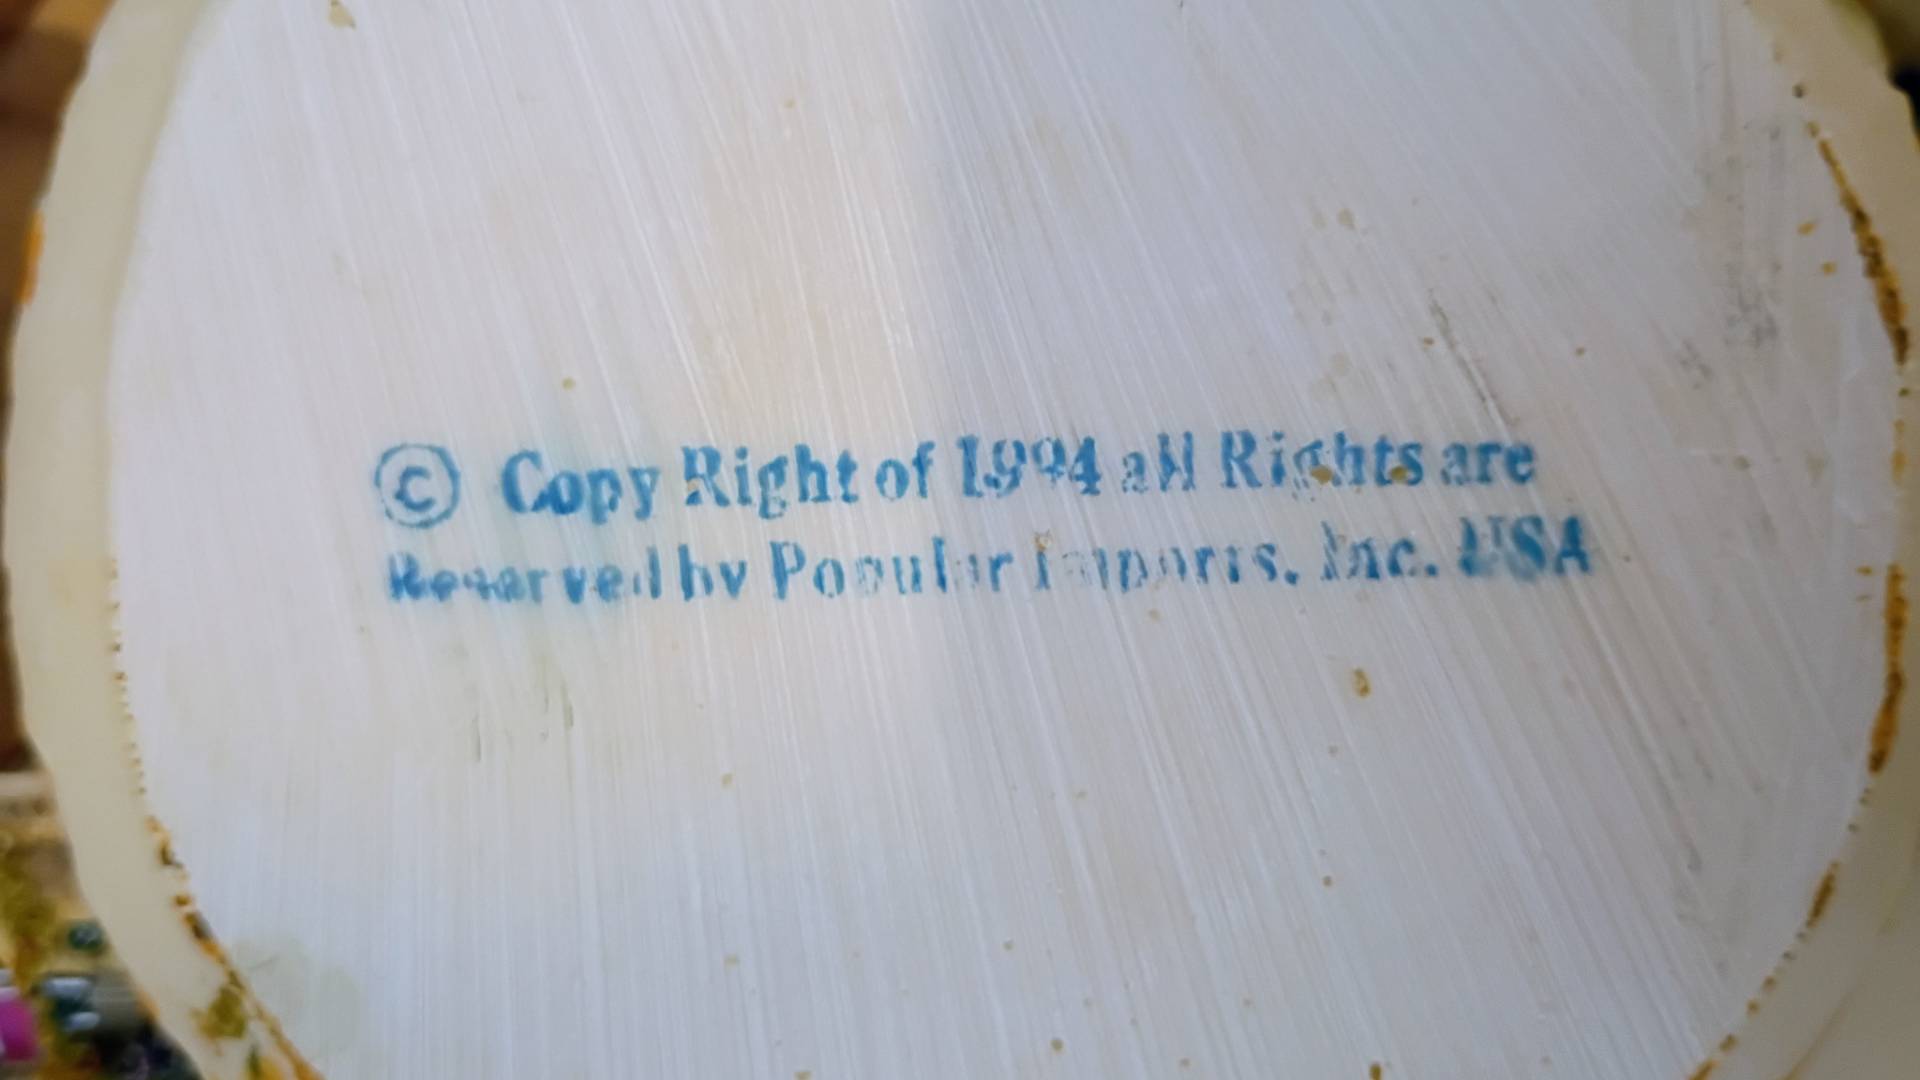 © Copy Right of 1994 all Rights are
Reserved by Popular Imports. Inc. USA